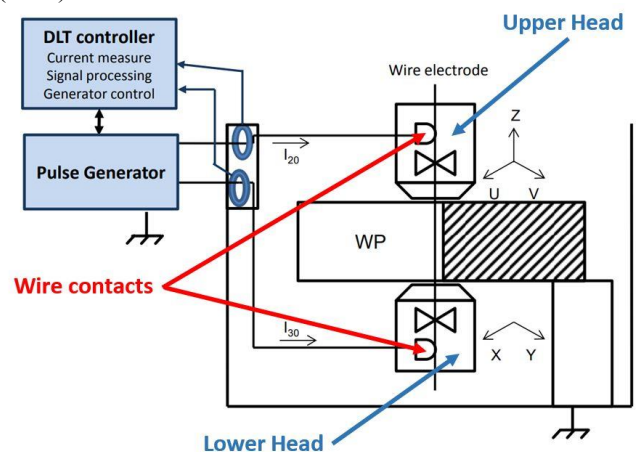 Upper Head
DLT controller
Current measure
Signal processing
Generator control
Wire electrode
Z
I20
Pulse Generator
U
V
WP
Wire contacts
I30
X
Y
Lower Head